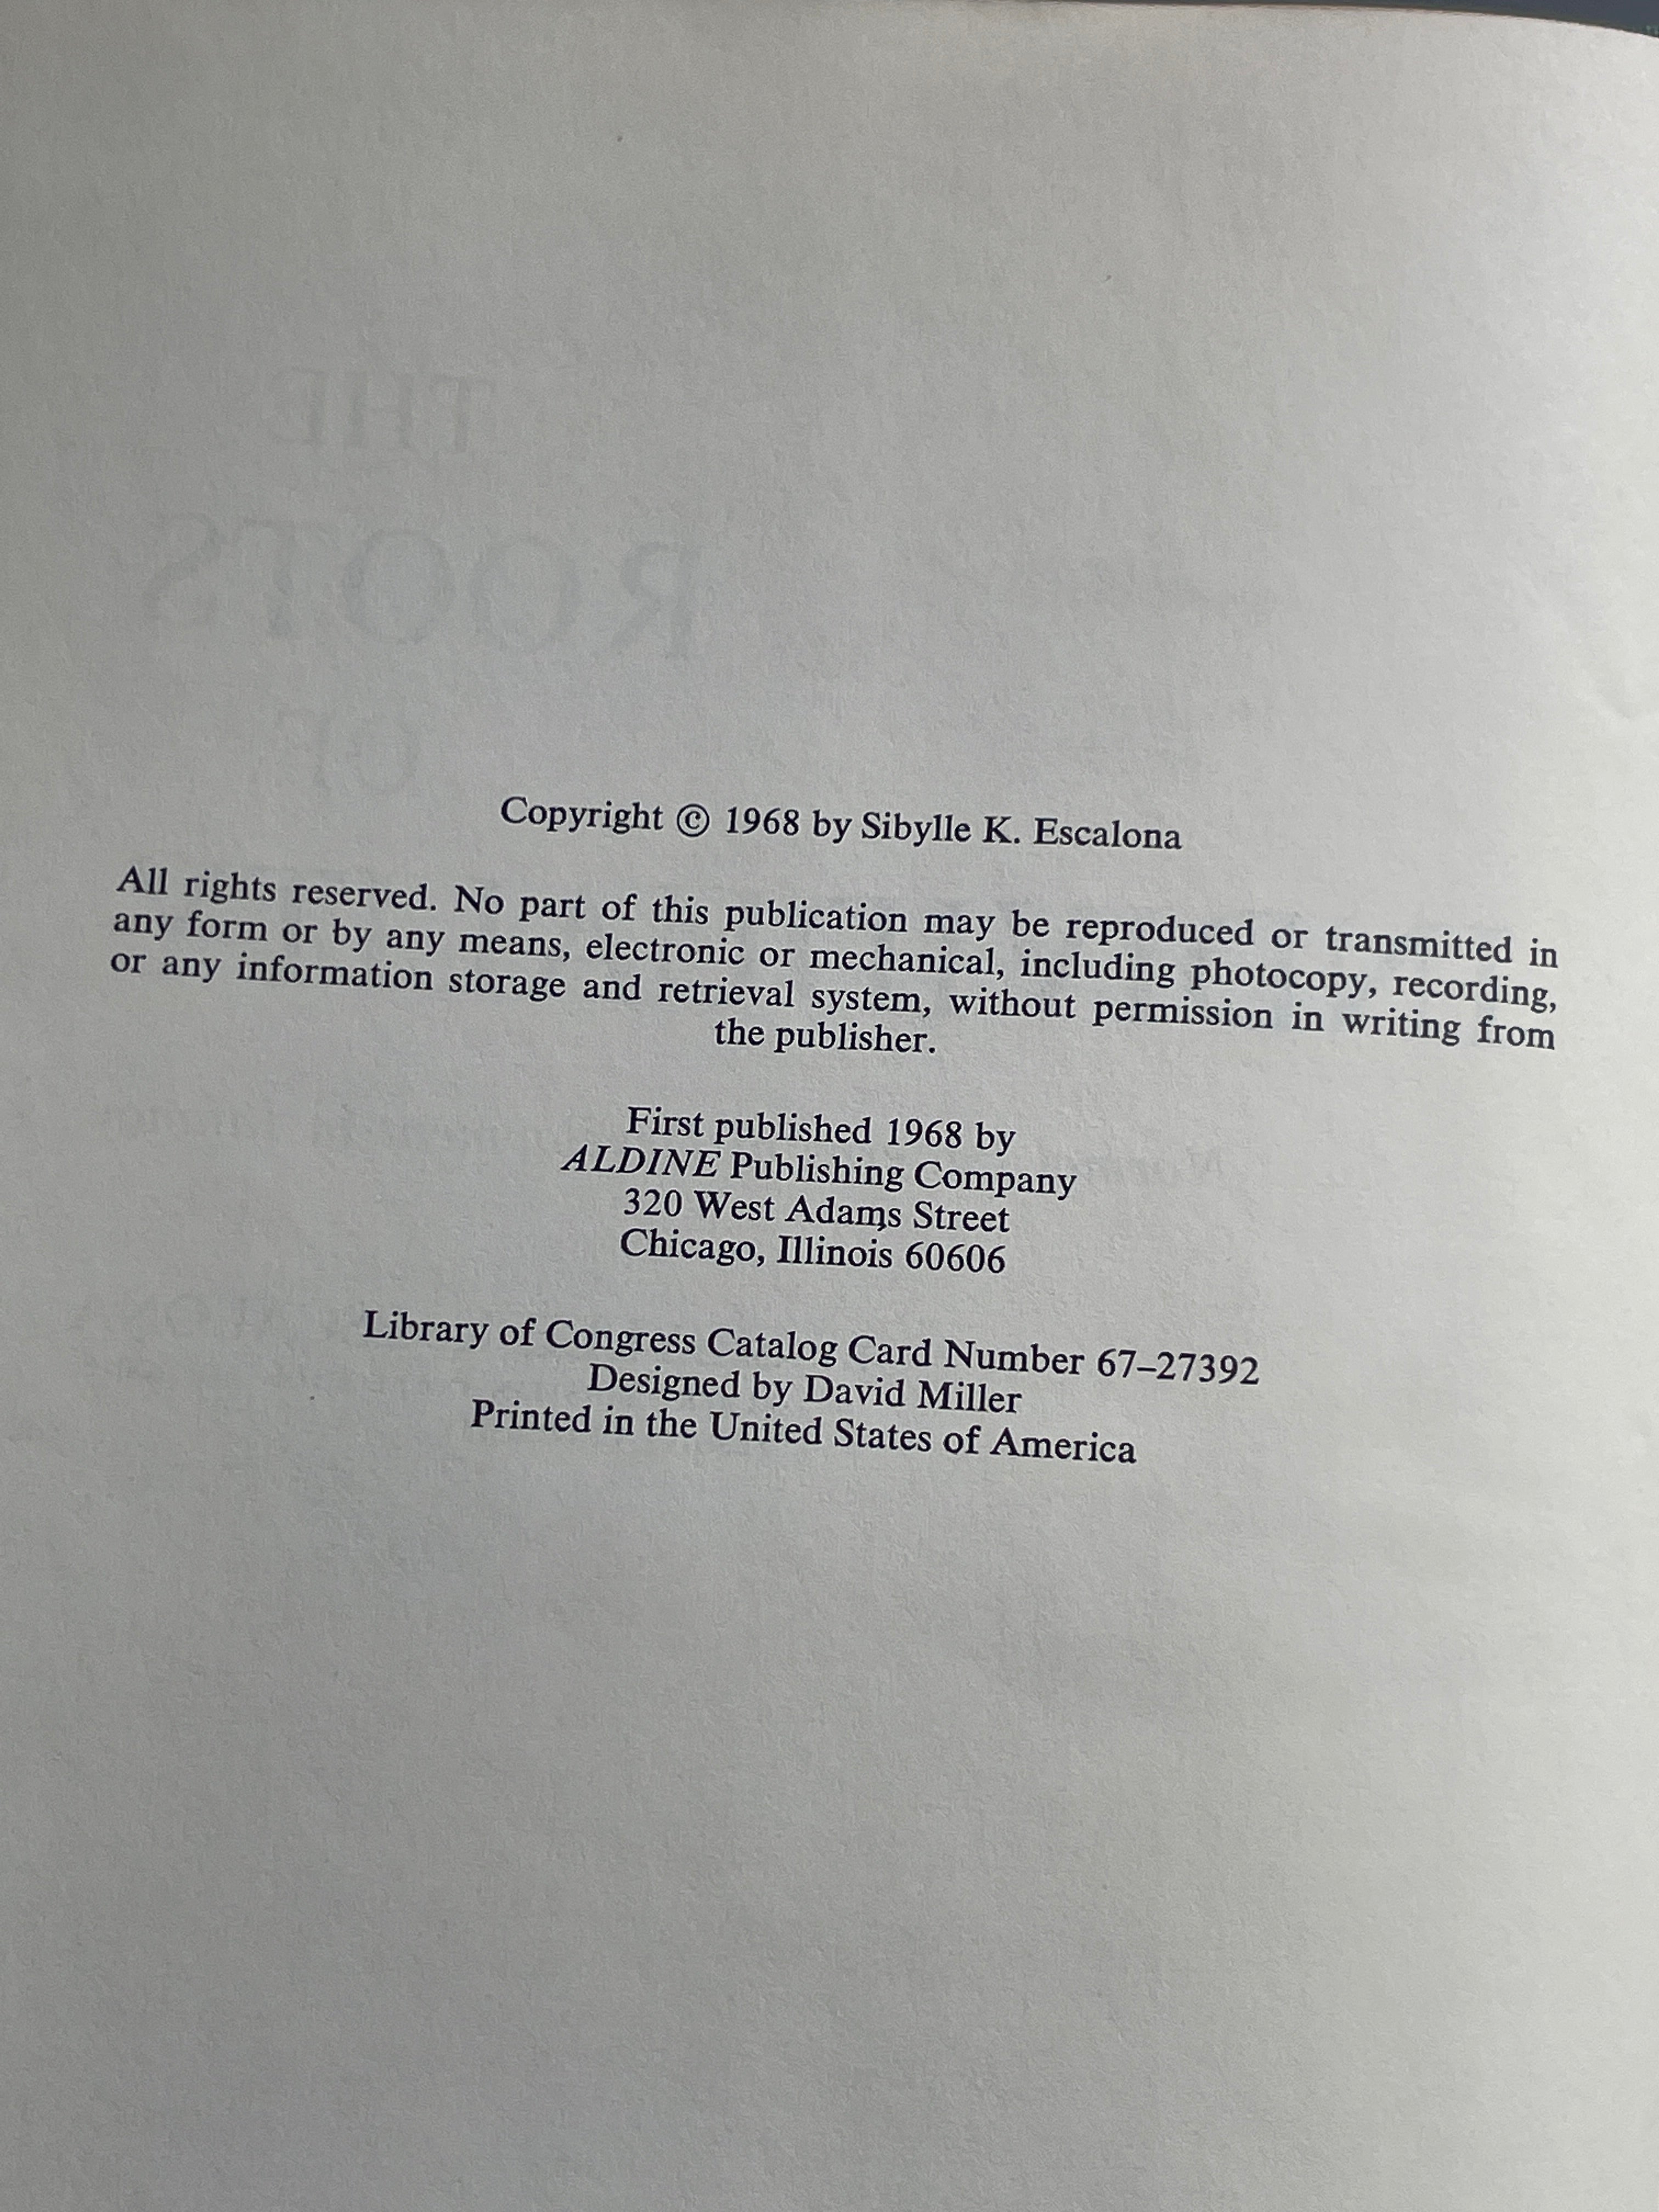 THE
ROOTS
OF
Copyright © 1968 by Sibylle K. Escalona
All rights reserved. No part of this publication may be reproduced or transmitted in
any form or by any means, electronic or mechanical, including photocopy, recording,
or any information storage and retrieval system, without permission in writing from
the publisher.
First published 1968 by
ALDINE Publishing Company
320 West Adams Street
Chicago, Illinois 60606
Library of Congress Catalog Card Number 67–27392
Designed by David Miller
Printed in the United States of America